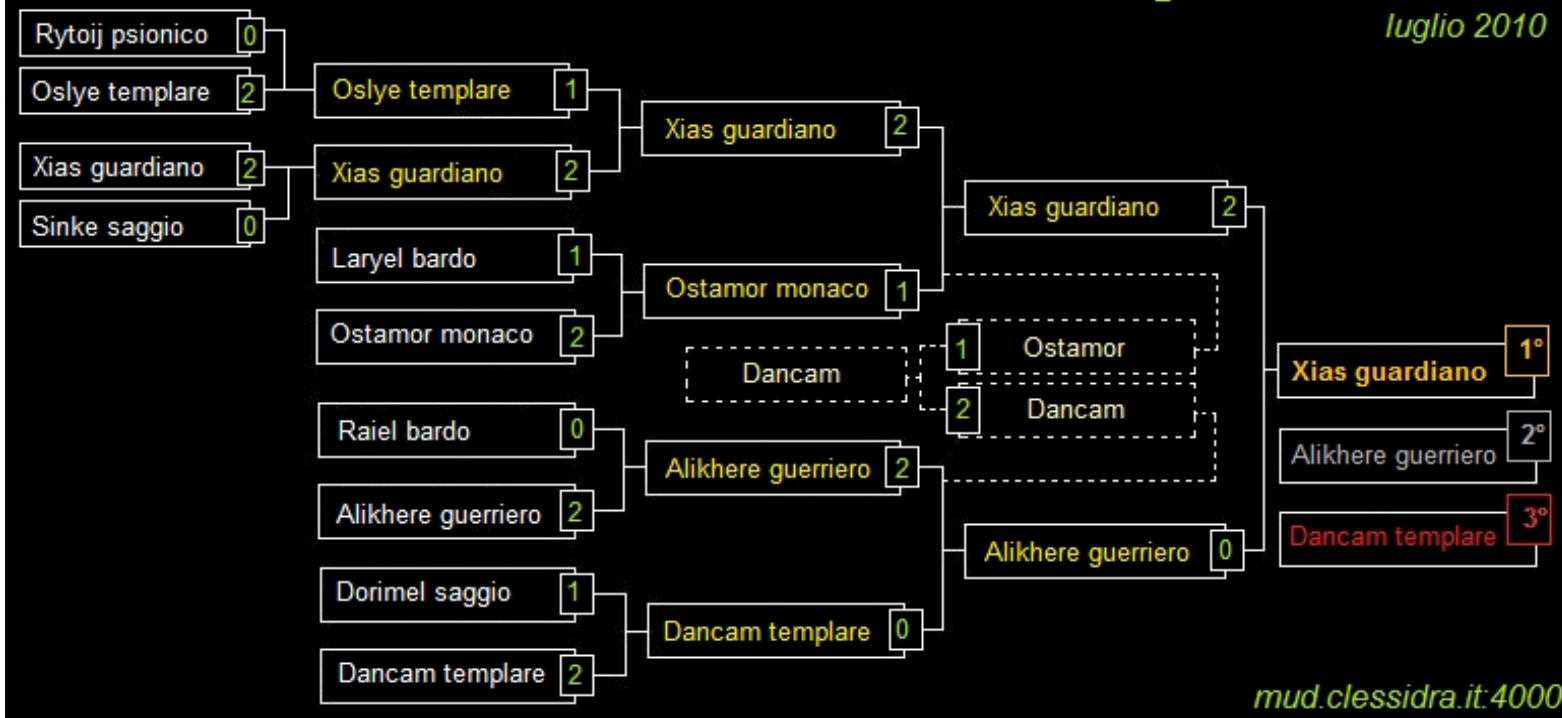 luglio 2010
Rytoij psionico 0
Oslye templare 2
Xias guardiano 2
Sinke saggio 0
Oslye templare 1
Xias guardiano 2
Laryel bardo 1
Ostamor monaco 2
Raiel bardo 0
Alikhere guerriero 2
Dorimel saggio 1
Dancam templare 2
Xias guardiano 2
Ostamor monaco 1
Alikhere guerriero 2
Dancam templare 0
Dancam
1 Ostamor
2 Dancam
Xias guardiano 2
Alikhere guerriero 0
Xias guardiano 1°
Alikhere guerriero 2°
Dancam templare 3°
mud.clessidra.it:4000